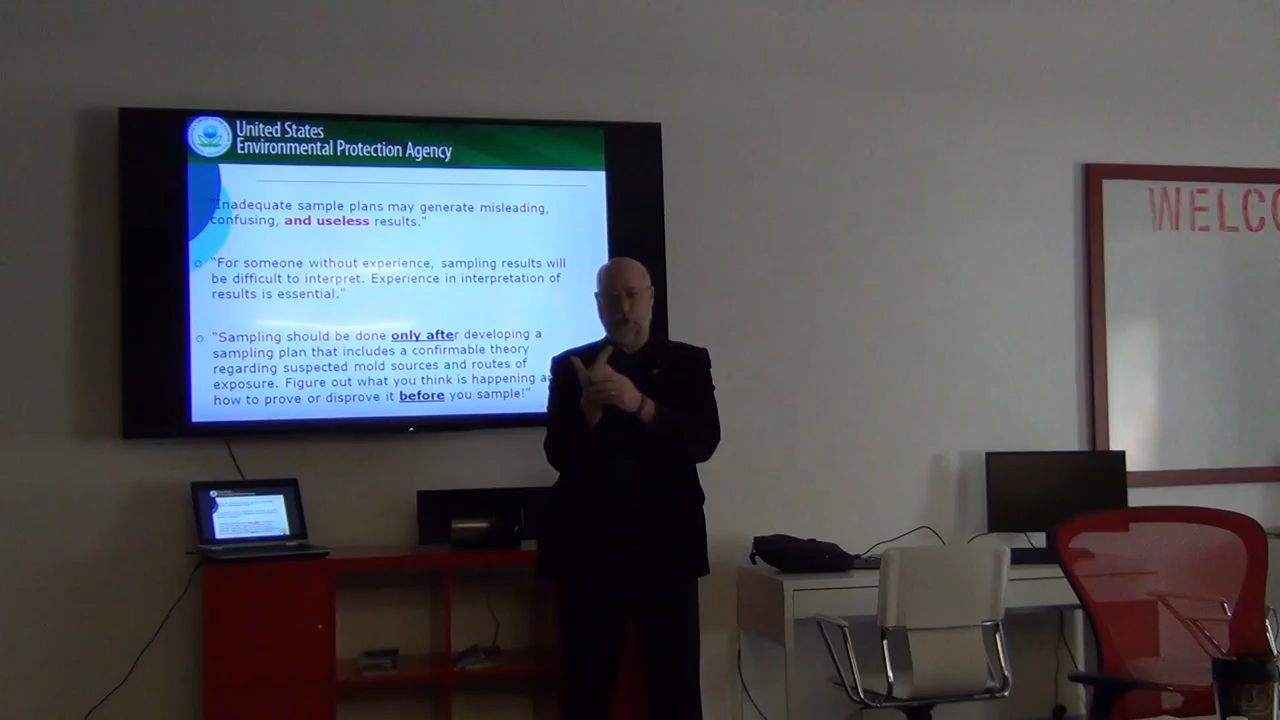 United States
Environmental Protection Agency
"Inadequate sample plans may generate misleading,
confusing, and useless results."
"For someone without experience, sampling results will
be difficult to interpret. Experience in interpretation of
results is essential."
"Sampling should be done only after developing a
sampling plan that includes a confirmable theory
regarding suspected mold sources and routes of
exposure. Figure out what you think is happening
how to prove or disprove it before you sample!"
WELCO